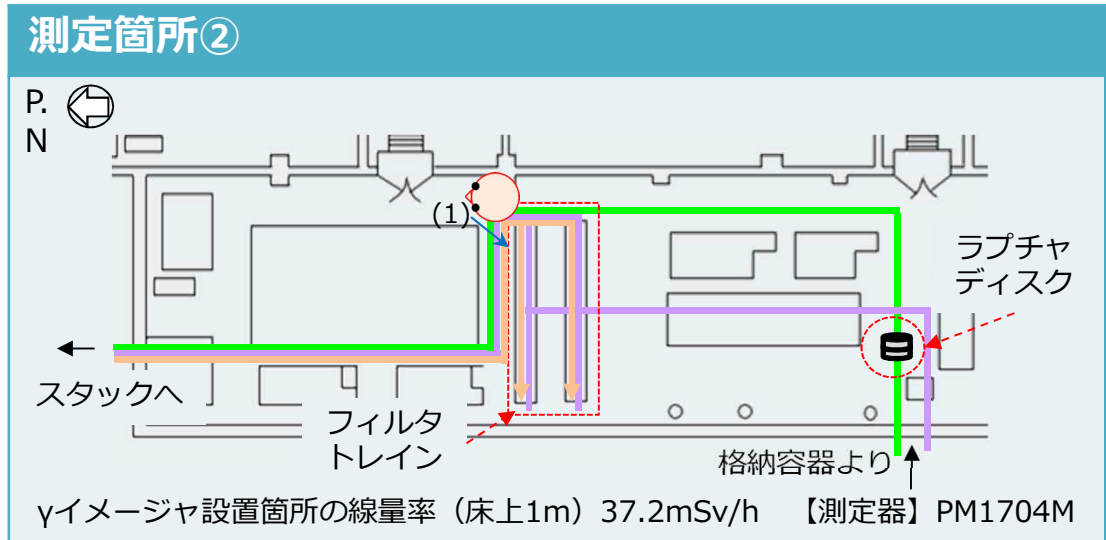 測定箇所②
P.
N
(1)
ラプチャ
ディスク
スタックへ
フィルタ
トレイン
格納容器より
γイメージャ設置箇所の線量率（床上1m）37.2mSv/h　【測定器】PM1704M